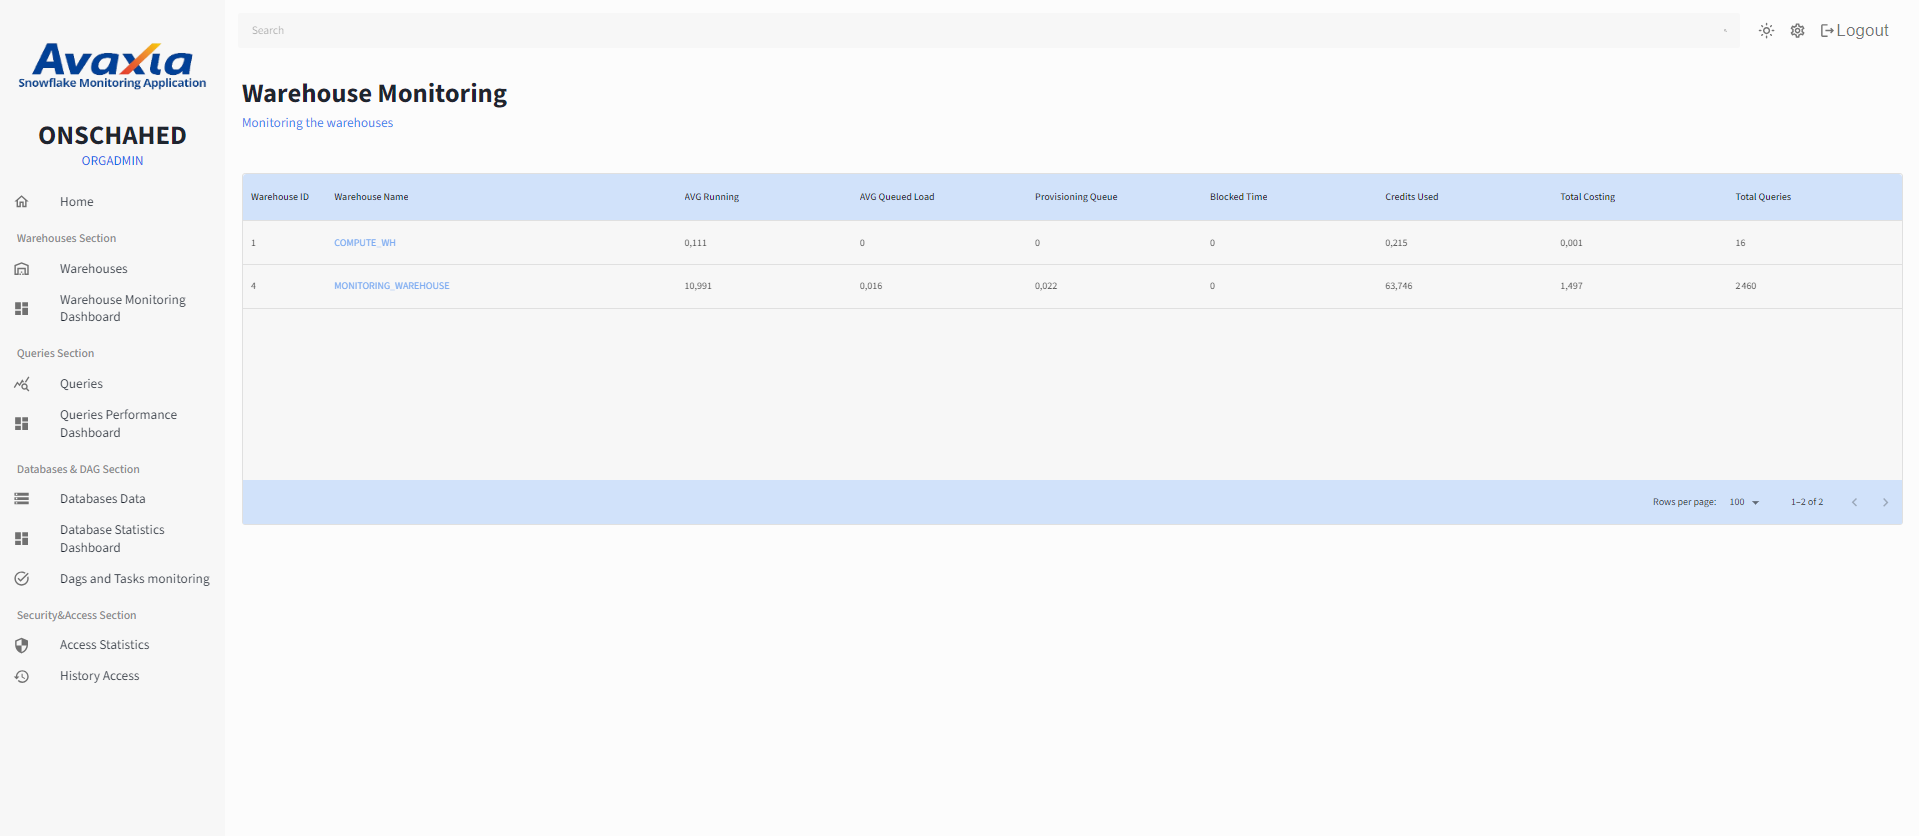 Avaxia
Snowflake Monitoring Application
ONSCHAHED
ORGADMIN
Home
Warehouses Section
Warehouses
Warehouse Monitoring
Dashboard
Queries Section
Queries
Queries Performance
Dashboard
Databases & DAG Section
Databases Data
Database Statistics
Dashboard
Dags and Tasks monitoring
Security&Access Section
Access Statistics
History Access
Search
Logout
Warehouse Monitoring
Monitoring the warehouses
Warehouse ID Warehouse Name AVG Running AVG Queued Load Provisioning Queue Blocked Time Credits Used Total Costing Total Queries
1 COMPUTE_WH 0,111 0 0 0 0,215 0,001 16
4 MONITORING_WAREHOUSE 10,991 0,016 0,022 0 63,746 1,497 2 460
Rows per page: 100 1–2 of 2